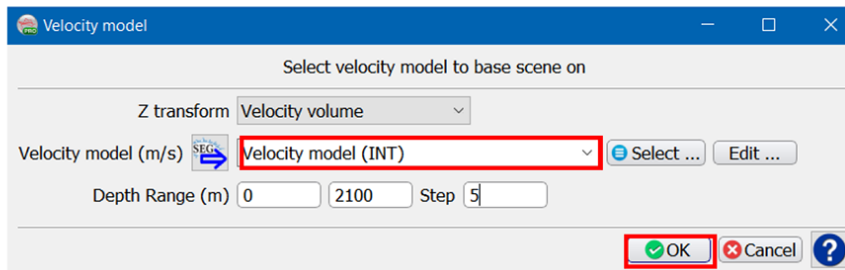 PRO Velocity model
Select velocity model to base scene on
Z transform Velocity volume
Velocity model (m/s) SEG Velocity model (INT) Select ... Edit ...
Depth Range (m) 0 2100 Step 5
OK Cancel ?